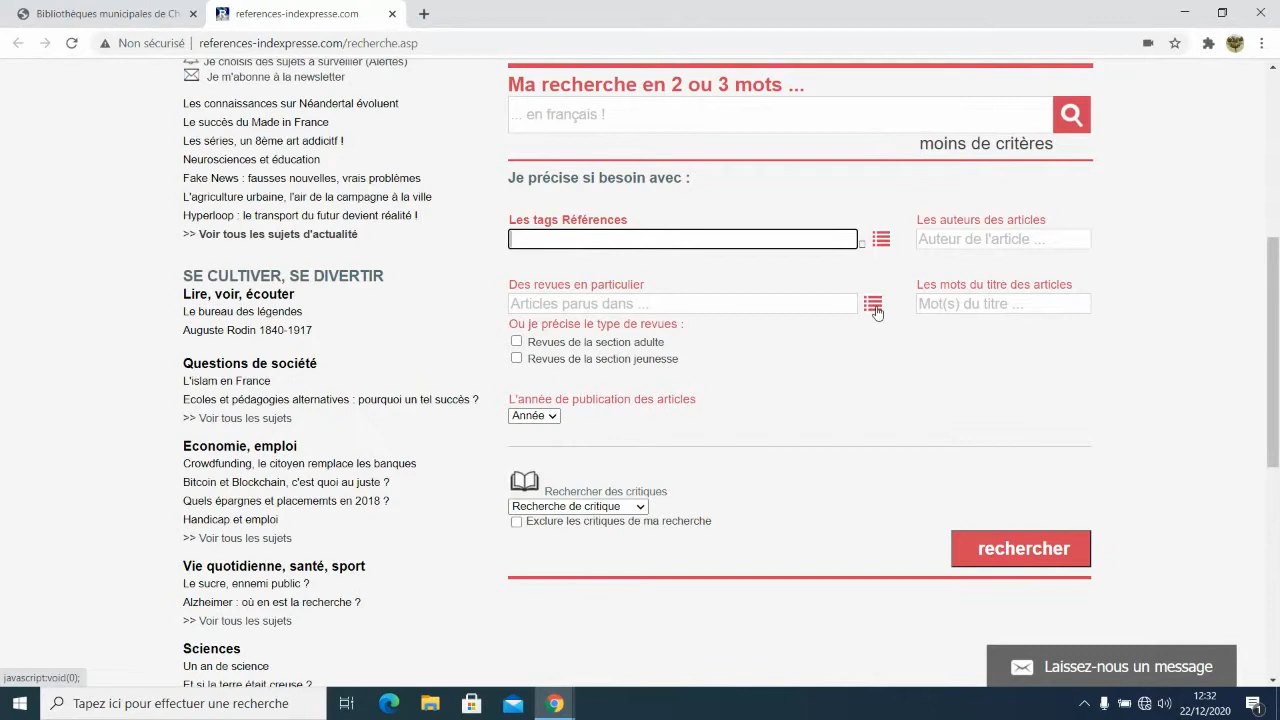 Bibliothèques municipales de Ch
references-indexpresse.com
Non sécurisé
references-indexpresse.com/recherche.asp
Je choisis des sujets à surveiller (Alertes)
Je m'abonne à la newsletter
Les connaissances sur Néandertal évoluent
Le succès du Made in France
Les séries, un 8ème art addicitf !
Neurosciences et éducation
Fake News : fausses nouvelles, vrais problèmes
L'agriculture urbaine, l'air de la campagne à la ville
Hyperloop : le transport du futur devient réalité !
>> Voir tous les sujets d'actualité
SE CULTIVER, SE DIVERTIR
Lire, voir, écouter
Le bureau des légendes
Auguste Rodin 1840-1917
Questions de société
L'islam en France
Ecoles et pédagogies alternatives : pourquoi un tel succès ?
>> Voir tous les sujets
Economie, emploi
Crowdfunding, le citoyen remplace les banques
Bitcoin et Blockchain, c'est quoi au juste ?
Quels épargnes et placements en 2018 ?
Handicap et emploi
>> Voir tous les sujets
Vie quotidienne, santé, sport
Le sucre, ennemi public ?
Alzheimer : où en est la recherche ?
>> Voir tous les sujets
Sciences
Un an de science
Et si la terre était creuse ?
Ma recherche en 2 ou 3 mots ...
... en français !
moins de critères
Je précise si besoin avec :
Les tags Références
Les auteurs des articles
Auteur de l'article ...
Des revues en particulier
Les mots du titre des articles
Articles parus dans ...
Mot(s) du titre ...
Ou je précise le type de revues :
Revues de la section adulte
Revues de la section jeunesse
L'année de publication des articles
Année
Rechercher des critiques
Recherche de critique
Exclure les critiques de ma recherche
rechercher
Laissez-nous un message
javascript:void(0);
Tapez ici pour effectuer une recherche
12:32
22/12/2020
1